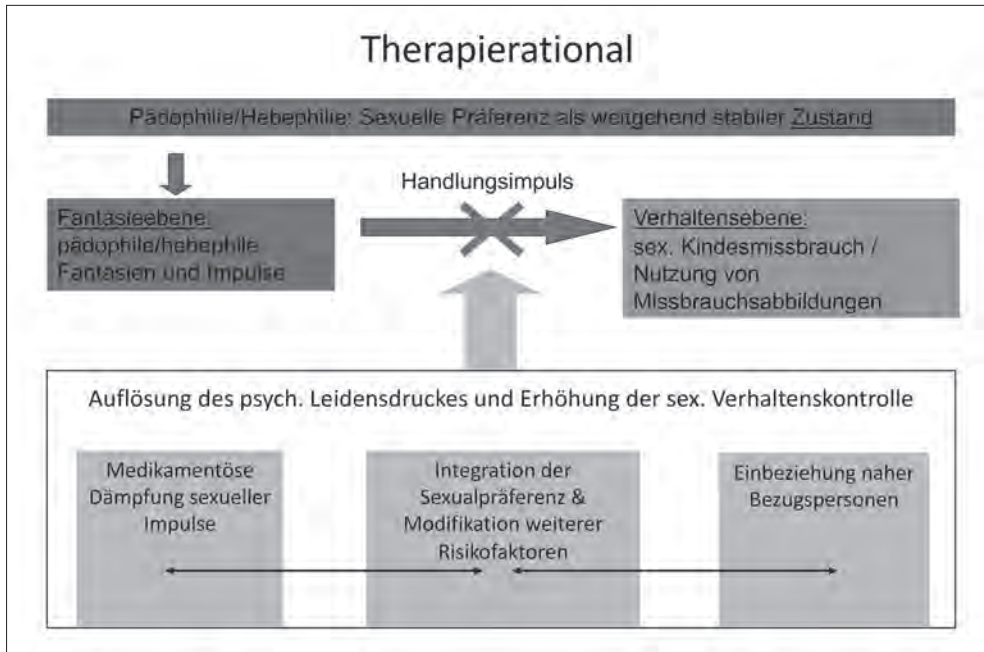 Therapierational
Pädophilie/Hebephilie: Sexuelle Präferenz als weitgehend stabiler Zustand
Handlungsimpuls
Fantasieebene:
pädophile/hebephile
Fantasien und Impulse
Verhaltensebene:
sex. Kindesmissbrauch /
Nutzung von
Missbrauchsabbildungen
Auflösung des psych. Leidensdruckes und Erhöhung der sex. Verhaltenskontrolle
Medikamentöse
Dämpfung sexueller
Impulse
Integration der
Sexualpräferenz &
Modifikation weiterer
Risikofaktoren
Einbeziehung naher
Bezugspersonen